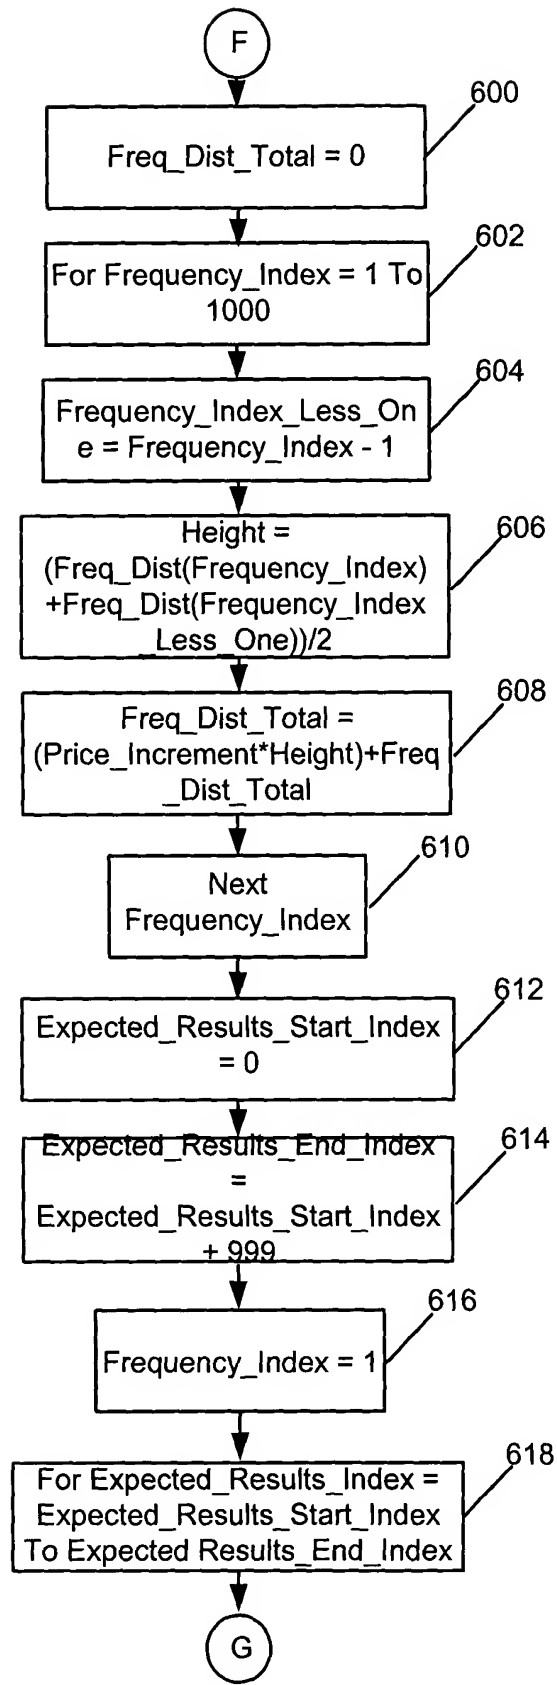 F
600
Freq_Dist_Total = 0
602
For Frequency_Index = 1 To
1000
604
Frequency_Index_Less_On
e = Frequency_Index - 1
606
Height =
(Freq_Dist(Frequency_Index)
+Freq_Dist(Frequency_Index
_Less_One))/2
608
Freq_Dist_Total =
(Price_Increment*Height)+Freq
_Dist_Total
610
Next
Frequency_Index
612
Expected_Results_Start_Index
= 0
614
Expected_Results_End_Index
=
Expected_Results_Start_Index
+ 999
616
Frequency_Index = 1
618
For Expected_Results_Index =
Expected_Results_Start_Index
To Expected Results_End_Index
G